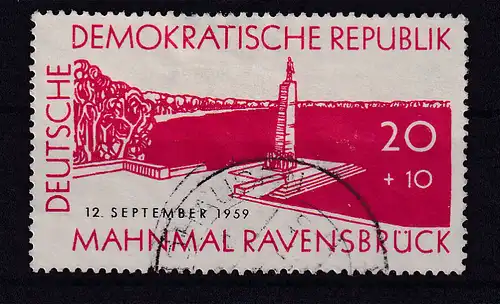 DEUTSCHE
DEMOKRATISCHE REPUBLIK
20
+ 10
12. SEPTEMBER 1959
MAHNMAL RAVENSBRÜCK